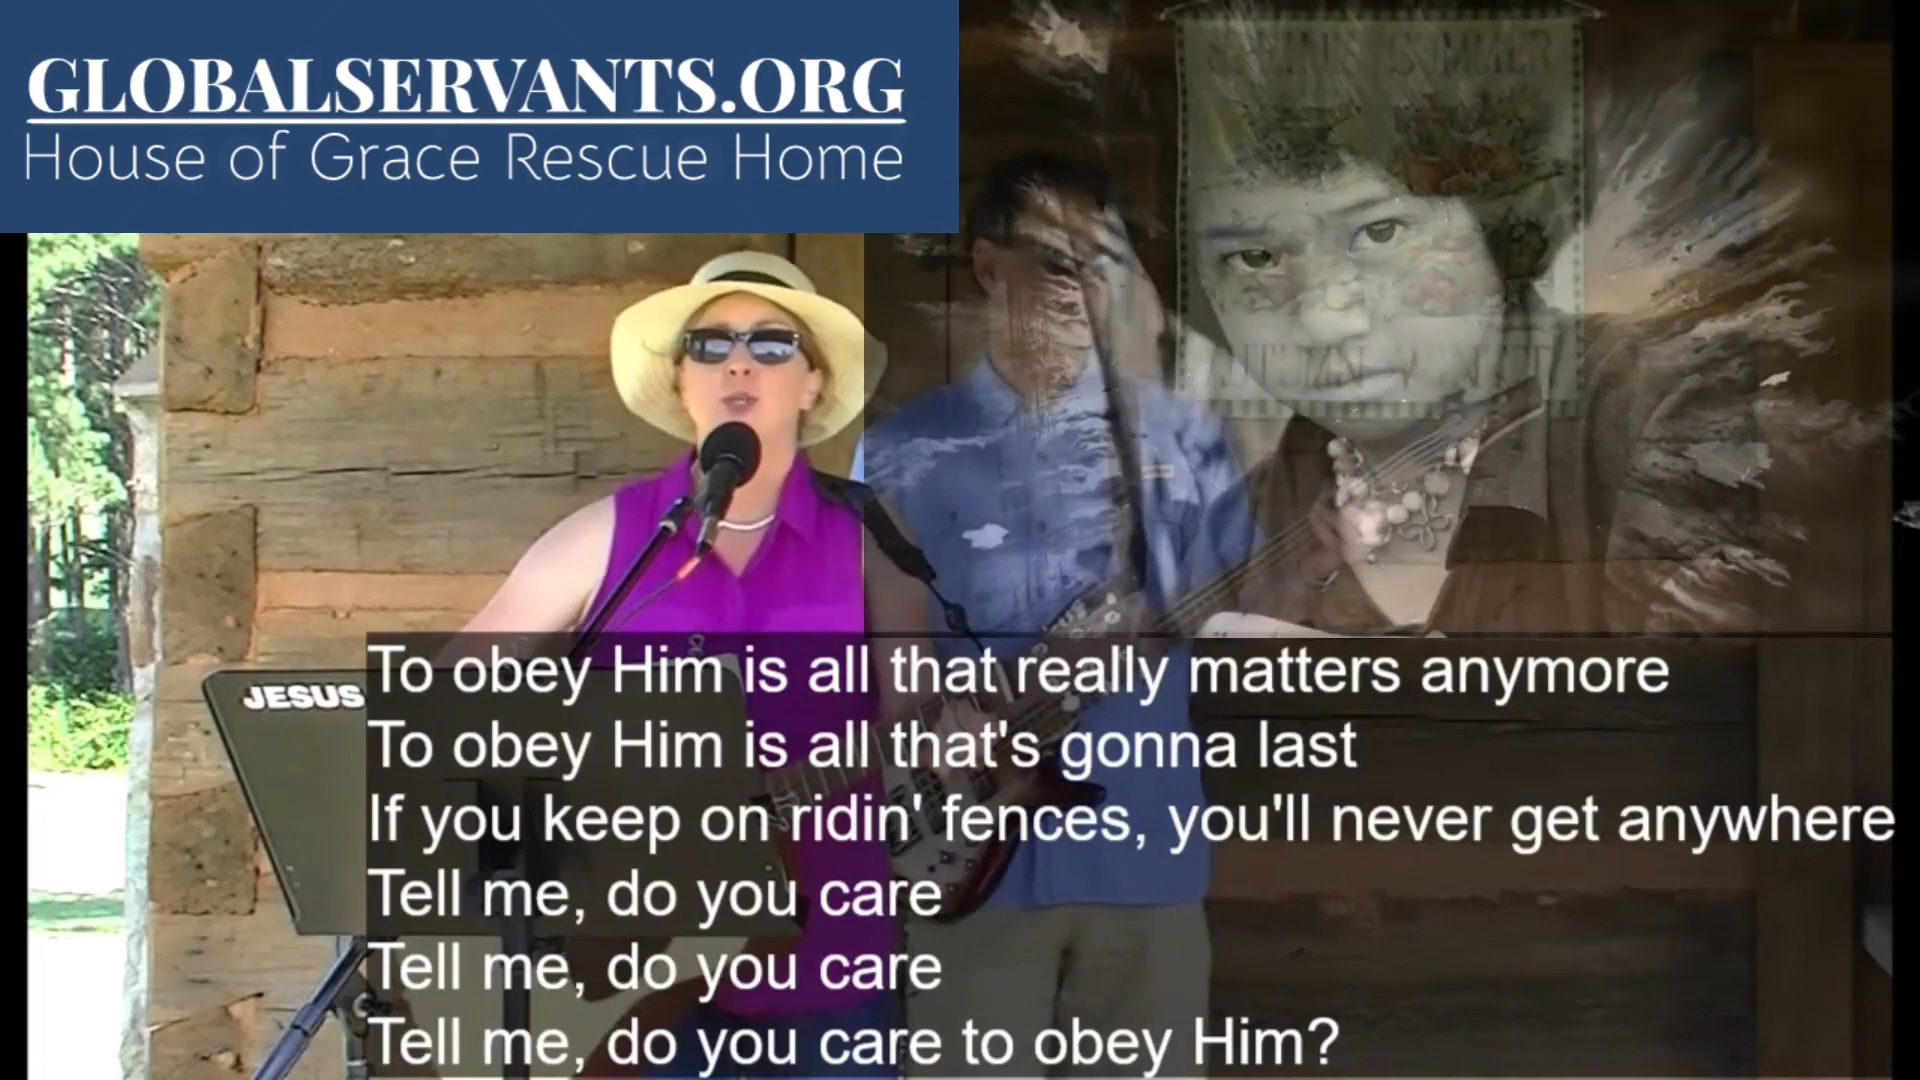 GLOBALSERVANTS.ORG
House of Grace Rescue Home
JESUS
To obey Him is all that really matters anymore
To obey Him is all that's gonna last
If you keep on ridin' fences, you'll never get anywhere
Tell me, do you care
Tell me, do you care
Tell me, do you care to obey Him?